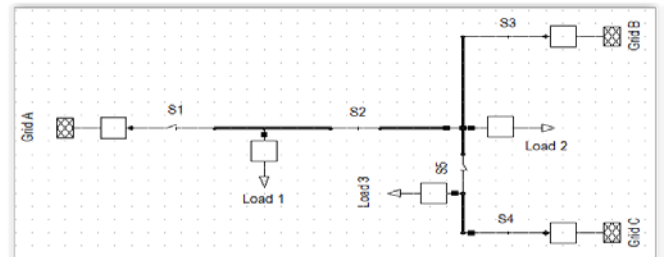 S3
Grid B
Grid A
S1
S2
Load 2
Load 1
S5
Load 3
S4
Grid C